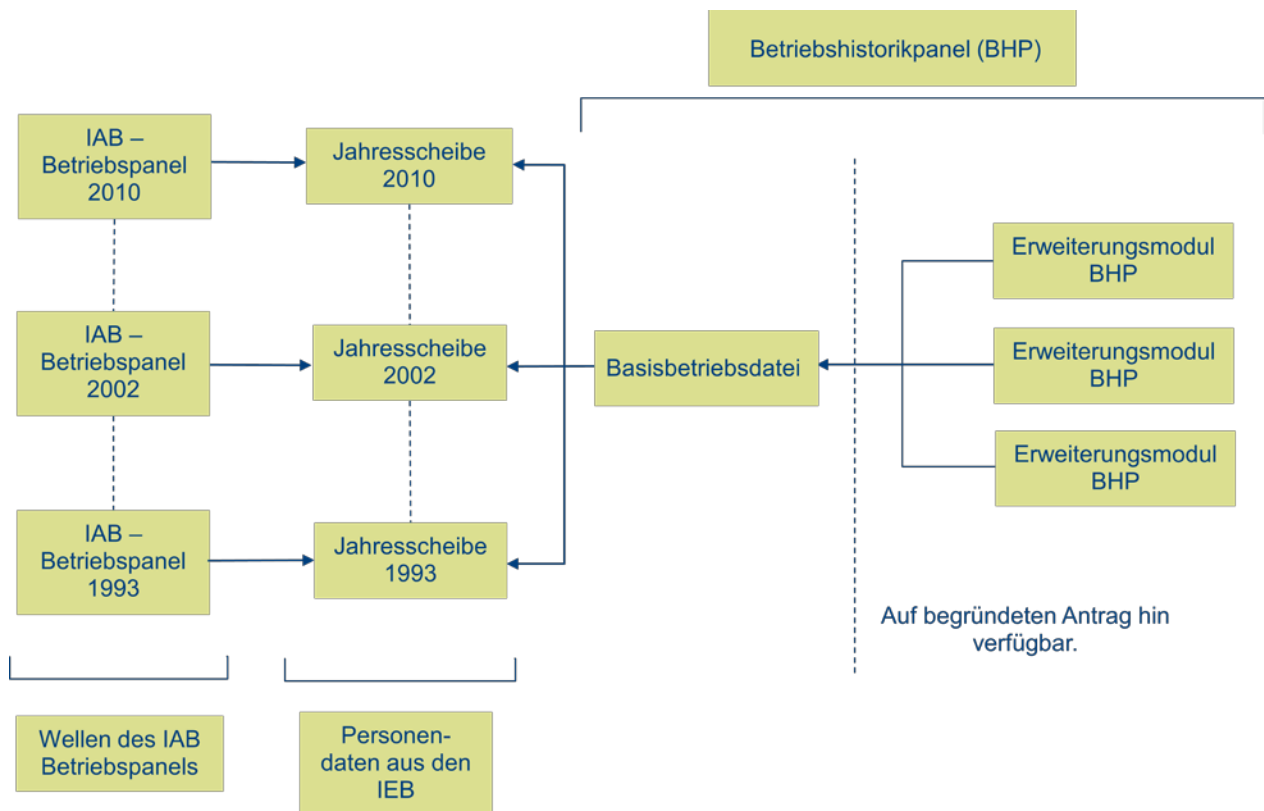 Betriebshistorikpanel (BHP)
IAB –
Betriebspanel
2010
Jahresscheibe
2010
Erweiterungsmodul
BHP
IAB –
Betriebspanel
2002
Jahresscheibe
2002
Basisbetriebsdatei
Erweiterungsmodul
BHP
Erweiterungsmodul
BHP
IAB –
Betriebspanel
1993
Jahresscheibe
1993
Auf begründeten Antrag hin
verfügbar.
Wellen des IAB
Betriebspanels
Personen-
daten aus den
IEB